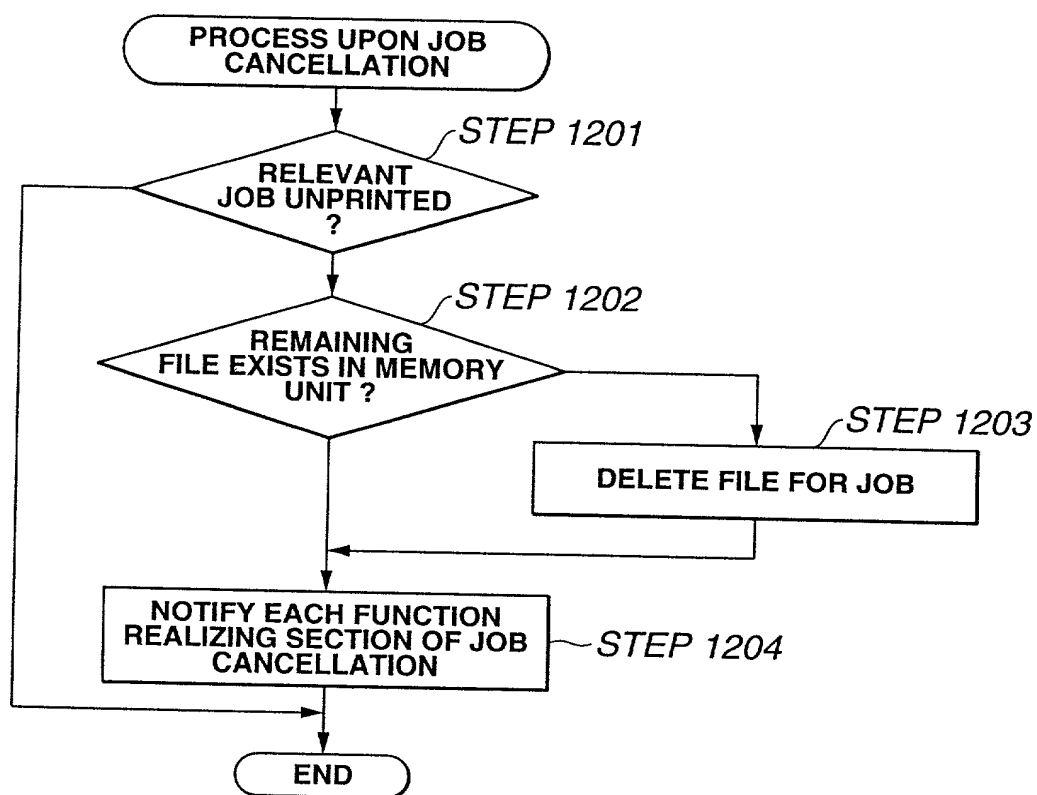 PROCESS UPON JOB
CANCELLATION
STEP 1201
RELEVANT
JOB UNPRINTED
?
STEP 1202
REMAINING
FILE EXISTS IN MEMORY
UNIT ?
STEP 1203
DELETE FILE FOR JOB
NOTIFY EACH FUNCTION
REALIZING SECTION OF JOB
CANCELLATION
STEP 1204
END